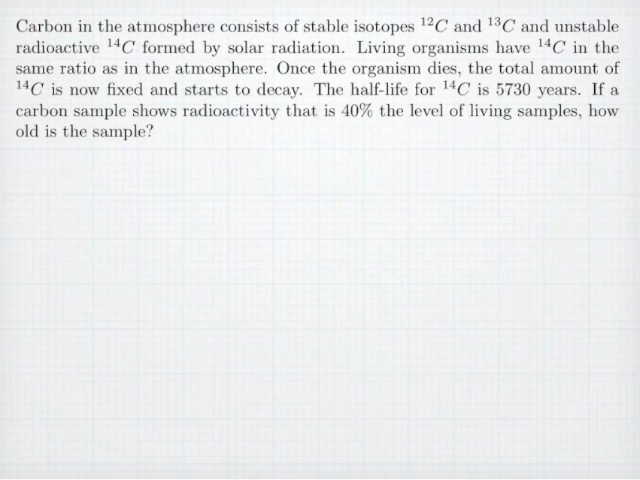 Carbon in the atmosphere consists of stable isotopes ¹²C and ¹³C and unstable
radioactive ¹⁴C formed by solar radiation. Living organisms have ¹⁴C in the
same ratio as in the atmosphere. Once the organism dies, the total amount of
¹⁴C is now fixed and starts to decay. The half-life for ¹⁴C is 5730 years. If a
carbon sample shows radioactivity that is 40% the level of living samples, how
old is the sample?